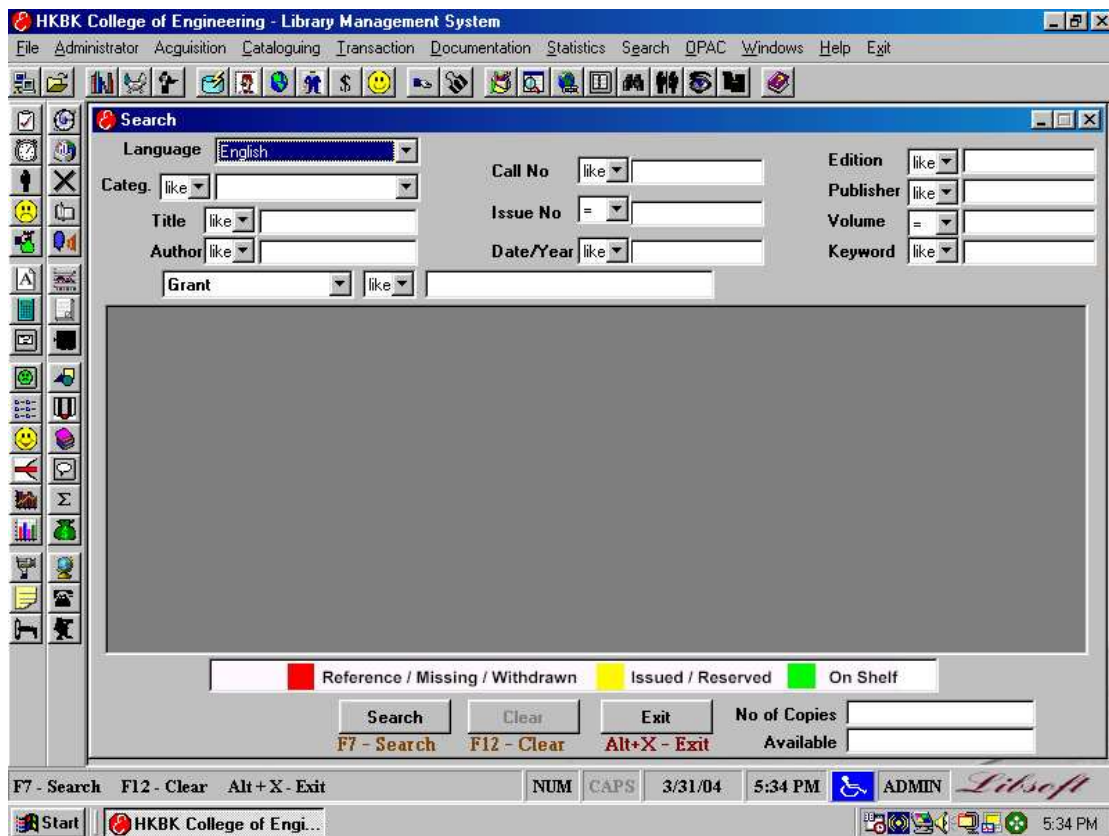 HKBK College of Engineering - Library Management System
File Administrator Acquisition Cataloguing Transaction Documentation Statistics Search OPAC Windows Help Exit
Search
Language English
Call No like
Edition like
Categ. like
Publisher like
Title like
Issue No =
Volume =
Author like
Date/Year like
Keyword like
Grant like
Reference / Missing / Withdrawn Issued / Reserved On Shelf
Search Clear Exit No of Copies
F7 - Search F12 - Clear Alt+X - Exit Available
F7 - Search F12 - Clear Alt + X - Exit NUM CAPS 3/31/04 5:34 PM ADMIN Libsoft
Start HKBK College of Engi... 5:34 PM